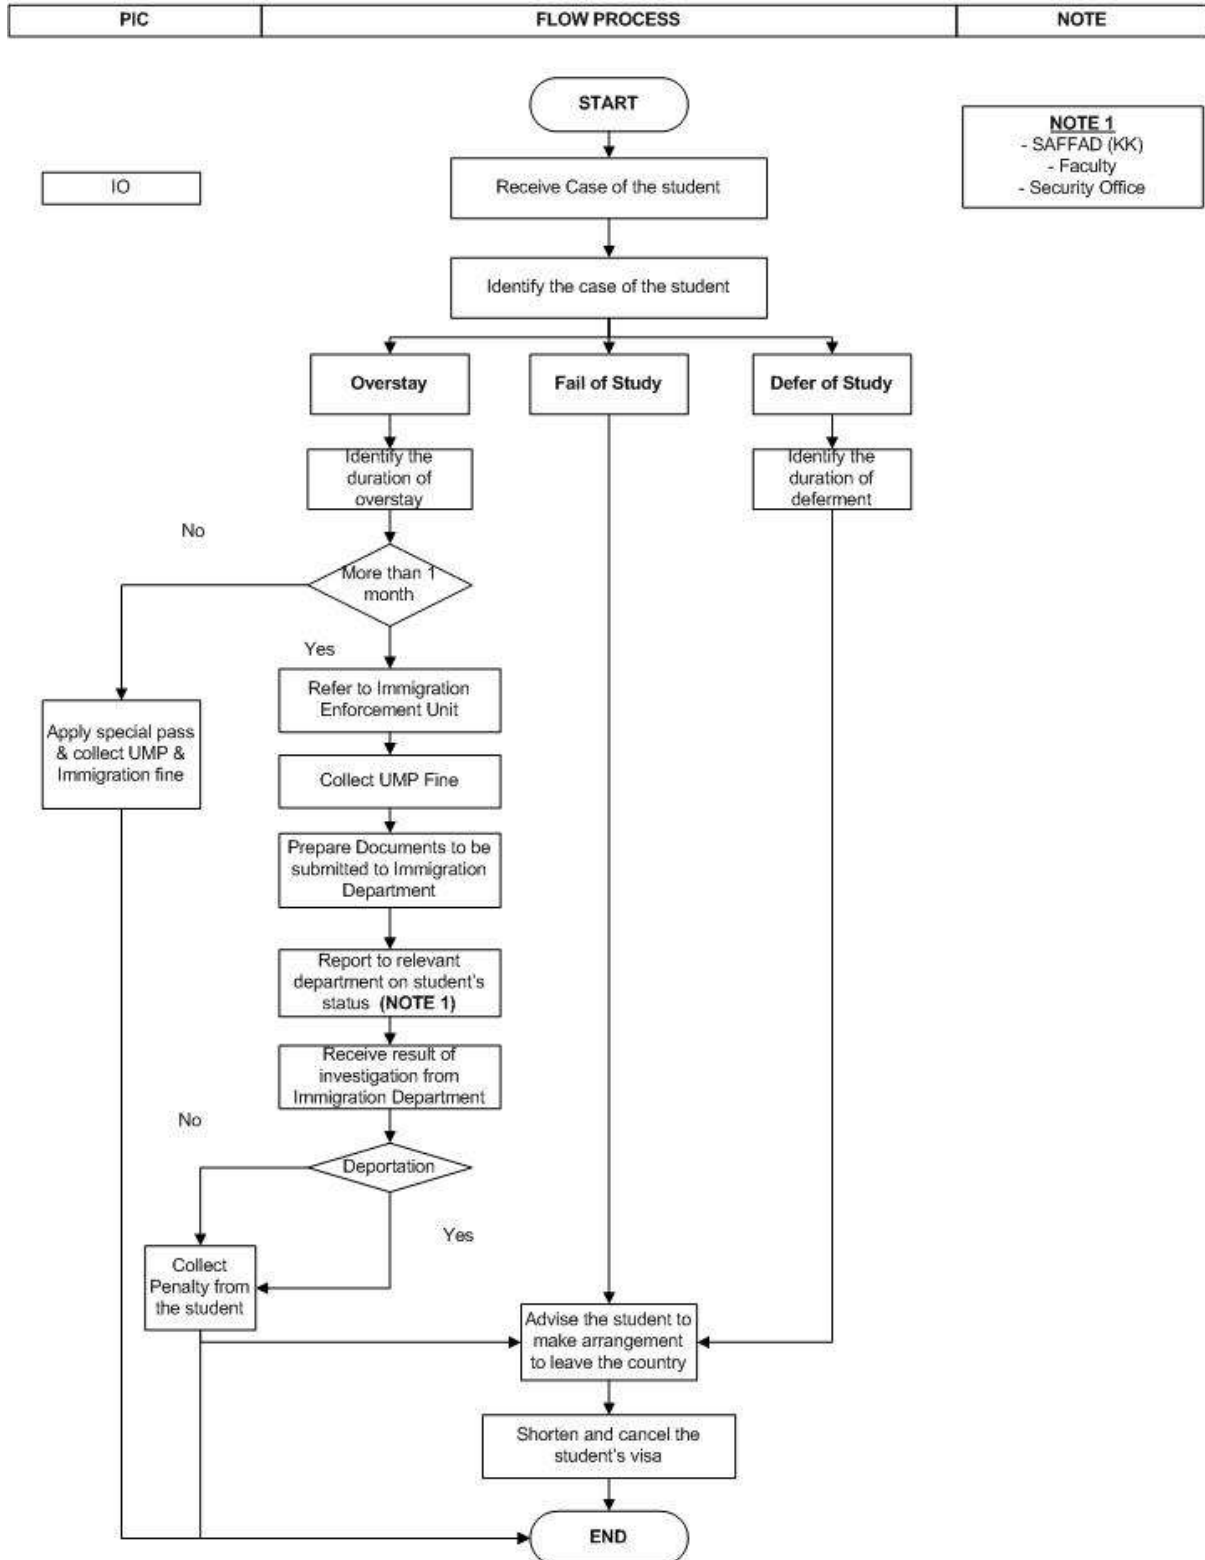 PIC
FLOW PROCESS
NOTE
START
NOTE 1
- SAFFAD (KK)
- Faculty
- Security Office
IO
Receive Case of the student
Identify the case of the student
Overstay
Fail of Study
Defer of Study
Identify the
duration of
overstay
Identify the
duration of
deferment
No
More than 1
month
Yes
Refer to Immigration
Enforcement Unit
Apply special pass
& collect UMP &
Immigration fine
Collect UMP Fine
Prepare Documents to be
submitted to Immigration
Department
Report to relevant
department on student's
status (NOTE 1)
Receive result of
investigation from
Immigration Department
No
Deportation
Yes
Collect
Penalty from
the student
Advise the student to
make arrangement
to leave the country
Shorten and cancel the
student's visa
END